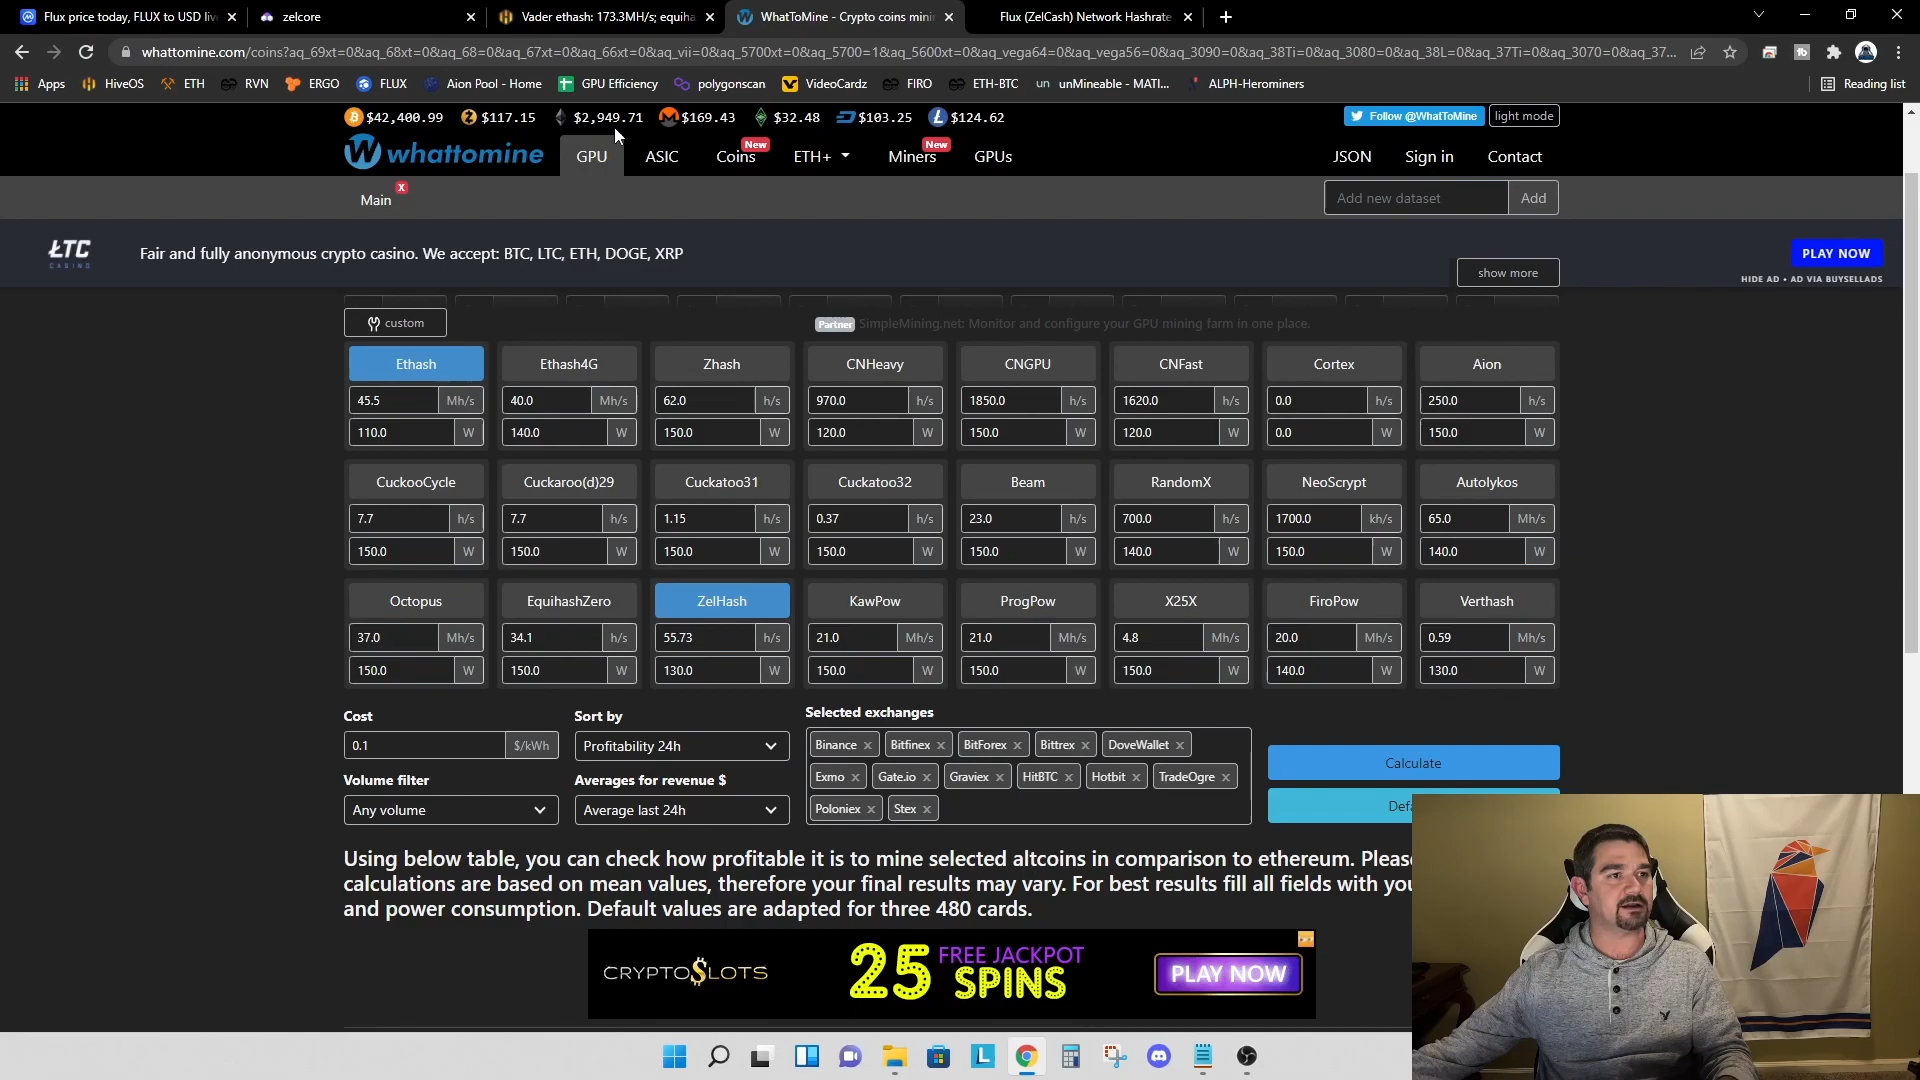 Flux price today, FLUX to USD liv
zelcore
Vader ethash: 173.3MH/s; equiha
WhatToMine - Crypto coins mini
Flux (ZelCash) Network Hashrate
whattomine.com/coins?aq_69xt=0&aq_68xt=0&aq_68=0&aq_67xt=0&aq_66xt=0&aq_vii=0&aq_5700xt=0&aq_5700=1&aq_5600xt=0&aq_vega64=0&aq_vega56=0&aq_3090=0&aq_38Ti=0&aq_3080=0&aq_38L=0&aq_37Ti=0&aq_3070=0&aq_37...
Apps HiveOS ETH RVN ERGO FLUX Aion Pool - Home GPU Efficiency polygonscan VideoCardz FIRO ETH-BTC un unMineable - MATI... ALPH-Herominers Reading list
$42,400.99 $117.15 $2,949.71 $169.43 $32.48 $103.25 $124.62
Follow @WhatToMine light mode
whattomine GPU ASIC Coins New ETH+ Miners New GPUs JSON Sign in Contact
Main x Add new dataset Add
LTC CASINO Fair and fully anonymous crypto casino. We accept: BTC, LTC, ETH, DOGE, XRP PLAY NOW
show more HIDE AD • AD VIA BUYSELLADS
custom Partner SimpleMining.net: Monitor and configure your GPU mining farm in one place.
Ethash Ethash4G Zhash CNHeavy CNGPU CNFast Cortex Aion
45.5 Mh/s 40.0 Mh/s 62.0 h/s 970.0 h/s 1850.0 h/s 1620.0 h/s 0.0 h/s 250.0 h/s
110.0 W 140.0 W 150.0 W 120.0 W 150.0 W 120.0 W 0.0 W 150.0 W
CuckooCycle Cuckaroo(d)29 Cuckatoo31 Cuckatoo32 Beam RandomX NeoScrypt Autolykos
7.7 h/s 7.7 h/s 1.15 h/s 0.37 h/s 23.0 h/s 700.0 h/s 1700.0 kh/s 65.0 Mh/s
150.0 W 150.0 W 150.0 W 150.0 W 150.0 W 140.0 W 150.0 W 140.0 W
Octopus EquihashZero ZelHash KawPow ProgPow X25X FiroPow Verthash
37.0 Mh/s 34.1 h/s 55.73 h/s 21.0 Mh/s 21.0 Mh/s 4.8 Mh/s 20.0 Mh/s 0.59 Mh/s
150.0 W 150.0 W 130.0 W 150.0 W 150.0 W 150.0 W 140.0 W 130.0 W
Cost Sort by Selected exchanges
0.1 $/kWh Profitability 24h Binance × Bitfinex × BitForex × Bittrex × DoveWallet ×
Volume filter Averages for revenue $ Exmo × Gate.io × Graviex × HitBTC × Hotbit × TradeOgre × Calculate
Any volume Average last 24h Poloniex × Stex × Defa
Using below table, you can check how profitable it is to mine selected altcoins in comparison to ethereum. Please
calculations are based on mean values, therefore your final results may vary. For best results fill all fields with you
and power consumption. Default values are adapted for three 480 cards.
CRYPTOSLOTS 25 FREE JACKPOT SPINS PLAY NOW